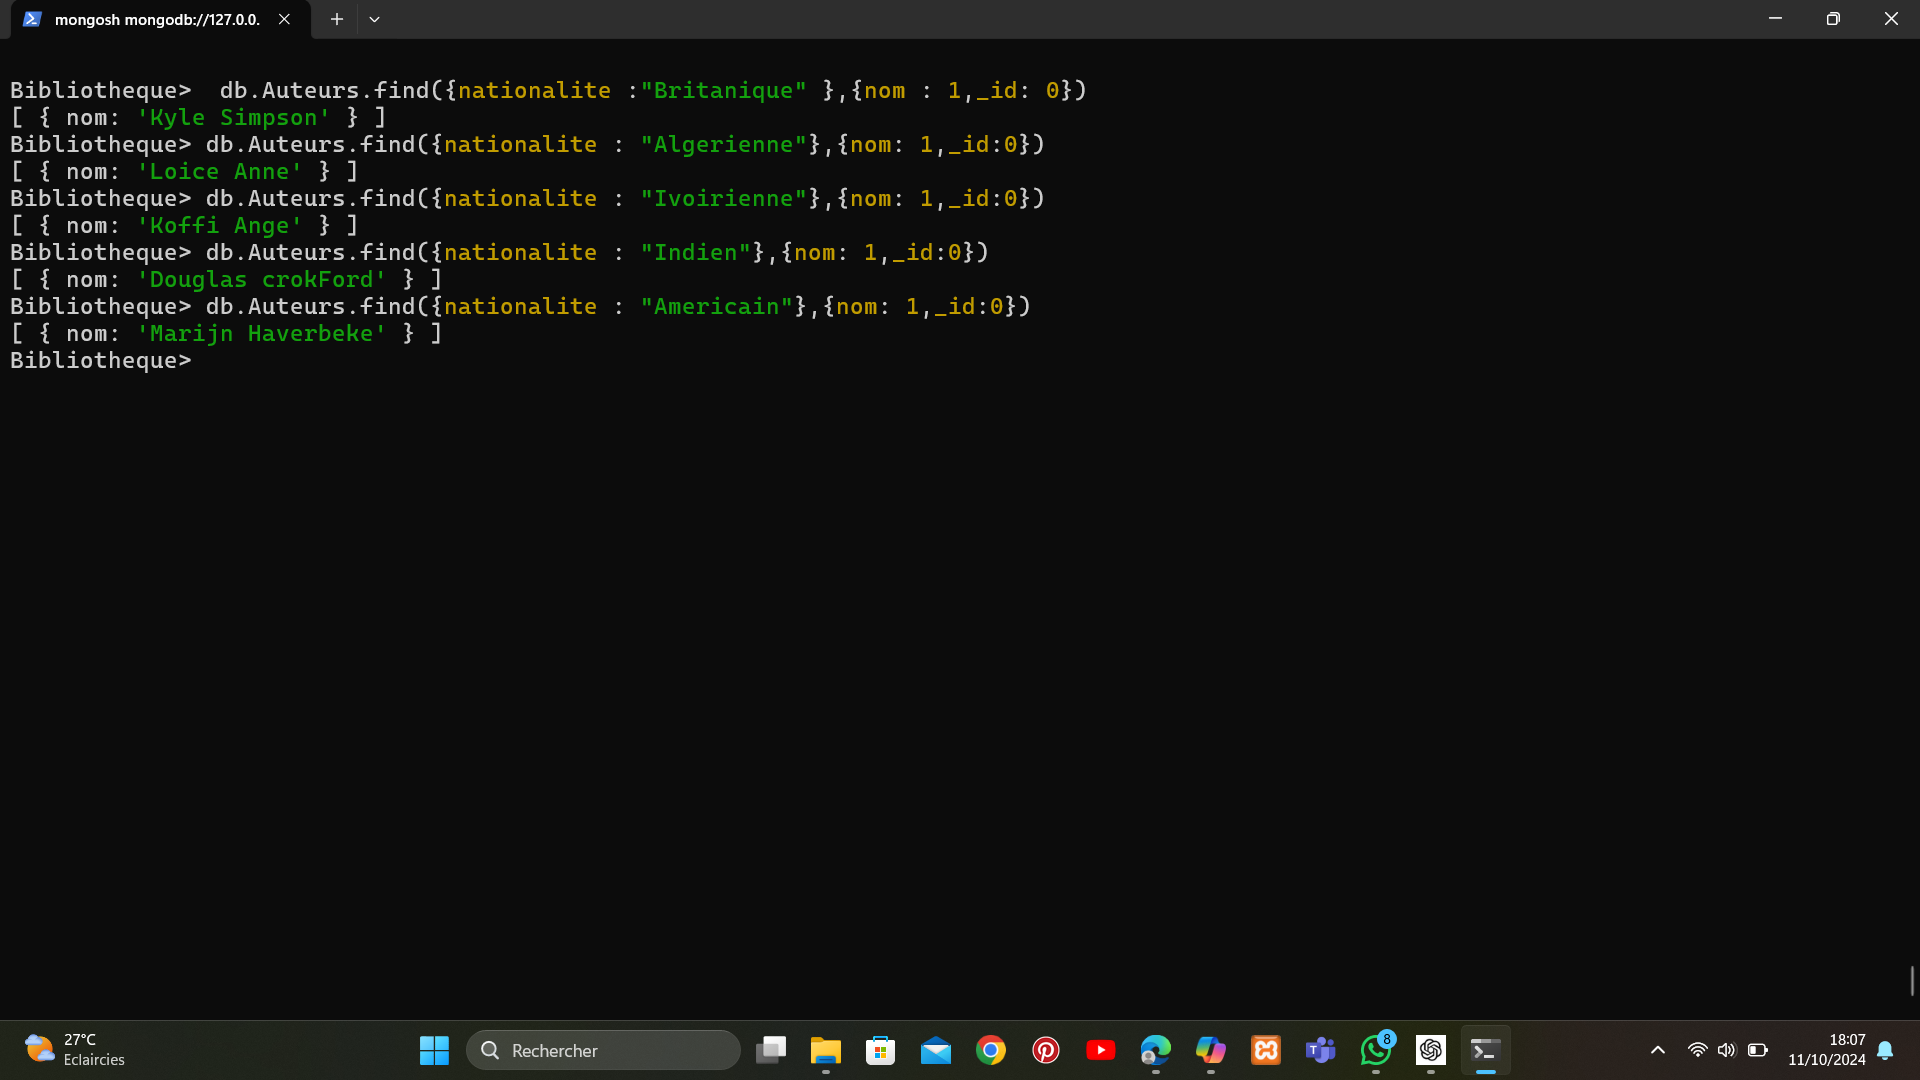 mongosh mongodb://127.0.0.
Bibliotheque>  db.Auteurs.find({nationalite :"Britanique" },{nom : 1,_id: 0})
[ { nom: 'Kyle Simpson' } ]
Bibliotheque> db.Auteurs.find({nationalite : "Algerienne"},{nom: 1,_id:0})
[ { nom: 'Loice Anne' } ]
Bibliotheque> db.Auteurs.find({nationalite : "Ivoirienne"},{nom: 1,_id:0})
[ { nom: 'Koffi Ange' } ]
Bibliotheque> db.Auteurs.find({nationalite : "Indien"},{nom: 1,_id:0})
[ { nom: 'Douglas crokFord' } ]
Bibliotheque> db.Auteurs.find({nationalite : "Americain"},{nom: 1,_id:0})
[ { nom: 'Marijn Haverbeke' } ]
Bibliotheque>
27°C
Eclaircies
Rechercher
8
18:07
11/10/2024